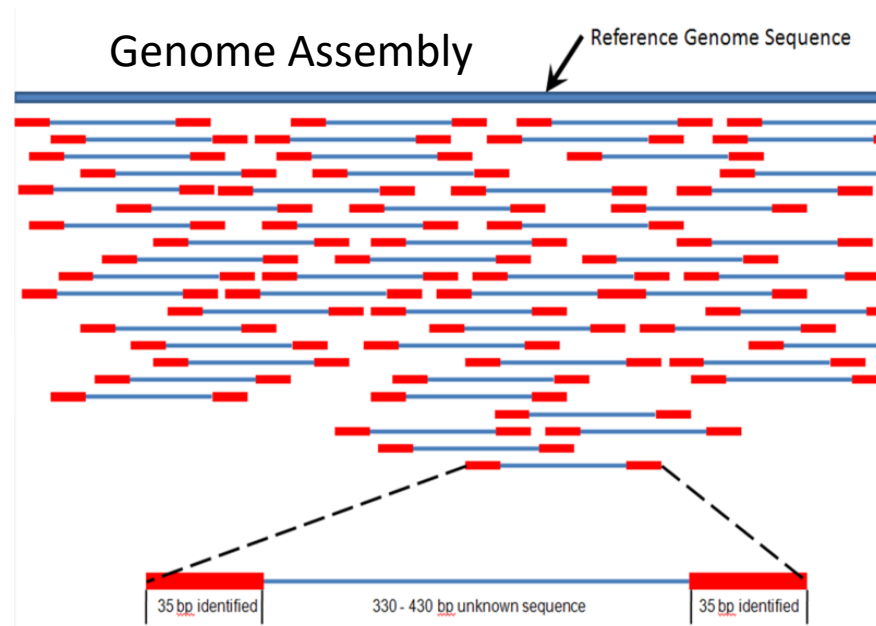 Genome Assembly
Reference Genome Sequence
35 bp identified
330 - 430 bp unknown sequence
35 bp identified